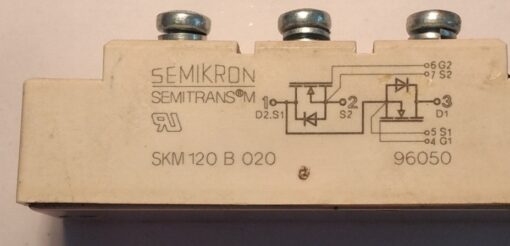 SEMIKRON
SEMITRANS®M
SKM 120 B 020
6 G2
7 S2
1
2
3
D2.S1
S2
D1
5 S1
4 G1
96050